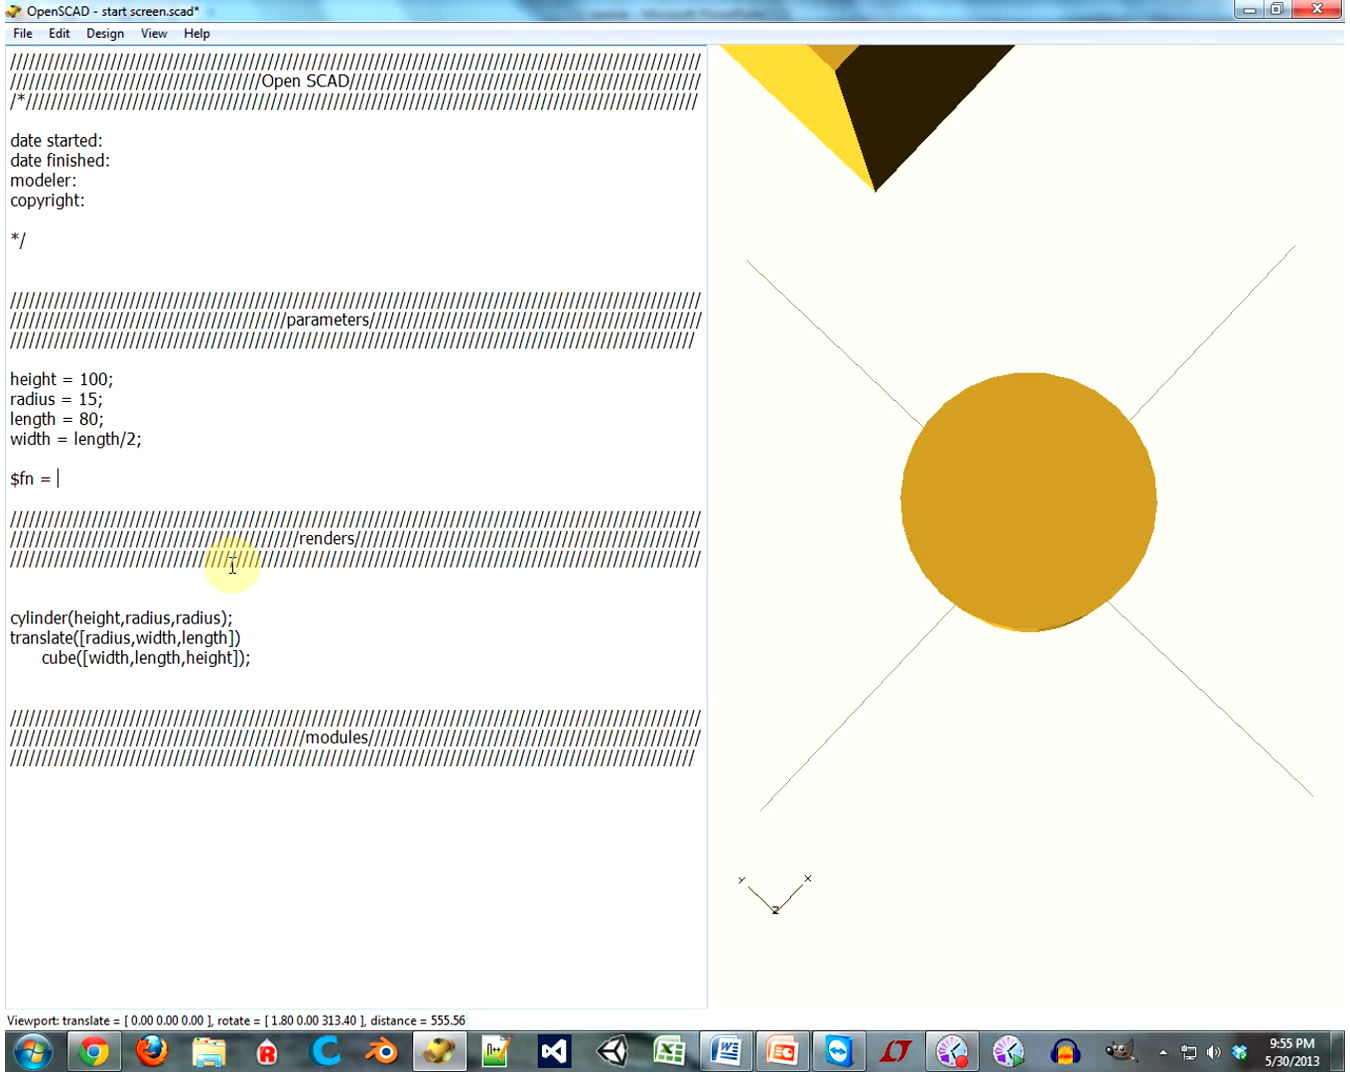 OpenSCAD - start screen.scad*
File Edit Design View Help
//////////////////////////////////////////////////////////////////////////////////////////////////////////////
////////////////////////////////////////Open SCAD////////////////////////////////////////////////////////
/*///////////////////////////////////////////////////////////////////////////////////////////////////////////
date started:
date finished:
modeler:
copyright:
*/
//////////////////////////////////////////////////////////////////////////////////////////////////////////////
////////////////////////////////////////////parameters/////////////////////////////////////////////////////
/////////////////////////////////////////////////////////////////////////////////////////////////////////////
height = 100;
radius = 15;
length = 80;
width = length/2;
$fn =
//////////////////////////////////////////////////////////////////////////////////////////////////////////////
//////////////////////////////////////////////renders///////////////////////////////////////////////////////
//////////////////////////////////////////////////////////////////////////////////////////////////////////////
cylinder(height,radius,radius);
translate([radius,width,length])
cube([width,length,height]);
//////////////////////////////////////////////////////////////////////////////////////////////////////////////
///////////////////////////////////////////////modules/////////////////////////////////////////////////////
/////////////////////////////////////////////////////////////////////////////////////////////////////////////
Y X
Z
Viewport: translate = [ 0.00 0.00 0.00 ], rotate = [ 1.80 0.00 313.40 ], distance = 555.56
9:55 PM
5/30/2013